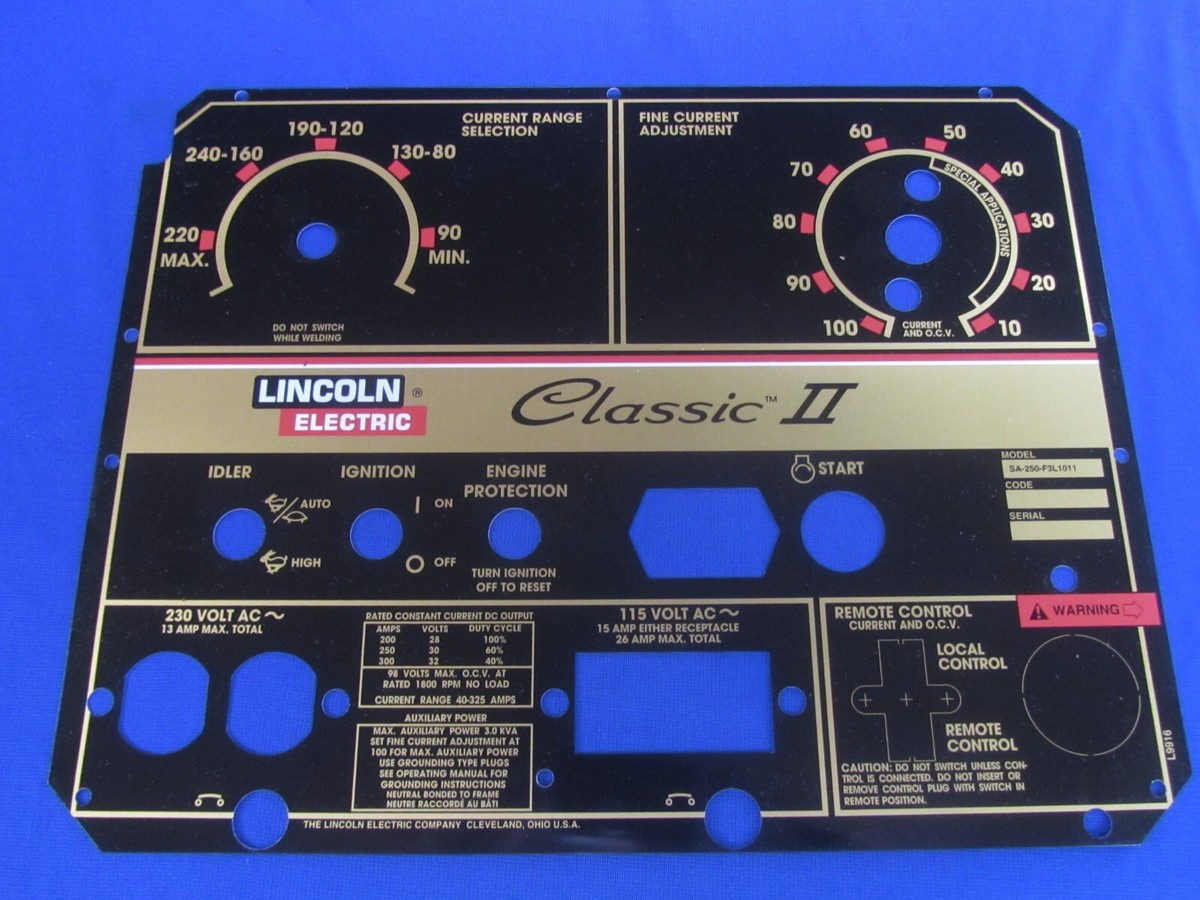 CURRENT RANGE
SELECTION
190-120
240-160
130-80
220
MAX.
90
MIN.
DO NOT SWITCH
WHILE WELDING
FINE CURRENT
ADJUSTMENT
60
50
70
40
80
30
90
20
100
10
SPECIAL APPLICATIONS
CURRENT
AND O.C.V.
LINCOLN ®
ELECTRIC
Classic™ II
IDLER
AUTO
HIGH
IGNITION
ON
OFF
ENGINE
PROTECTION
TURN IGNITION
OFF TO RESET
START
MODEL
SA-250-F3L1011
CODE
SERIAL
230 VOLT AC
13 AMP MAX. TOTAL
RATED CONSTANT CURRENT DC OUTPUT
AMPS VOLTS DUTY CYCLE
200 28 100%
250 30 60%
300 32 40%
98 VOLTS MAX. O.C.V. AT
RATED 1800 RPM NO LOAD
CURRENT RANGE 40-325 AMPS
AUXILIARY POWER
MAX. AUXILIARY POWER 3.0 KVA
SET FINE CURRENT ADJUSTMENT AT
100 FOR MAX. AUXILIARY POWER
USE GROUNDING TYPE PLUGS
SEE OPERATING MANUAL FOR
GROUNDING INSTRUCTIONS
NEUTRAL BONDED TO FRAME
NEUTRE RACCORDÉ AU BÂTI
115 VOLT AC
15 AMP EITHER RECEPTACLE
26 AMP MAX. TOTAL
REMOTE CONTROL
CURRENT AND O.C.V.
WARNING
LOCAL
CONTROL
REMOTE
CONTROL
CAUTION: DO NOT SWITCH UNLESS CON-
TROL IS CONNECTED. DO NOT INSERT OR
REMOVE CONTROL PLUG WITH SWITCH IN
REMOTE POSITION.
L9916
THE LINCOLN ELECTRIC COMPANY CLEVELAND, OHIO U.S.A.